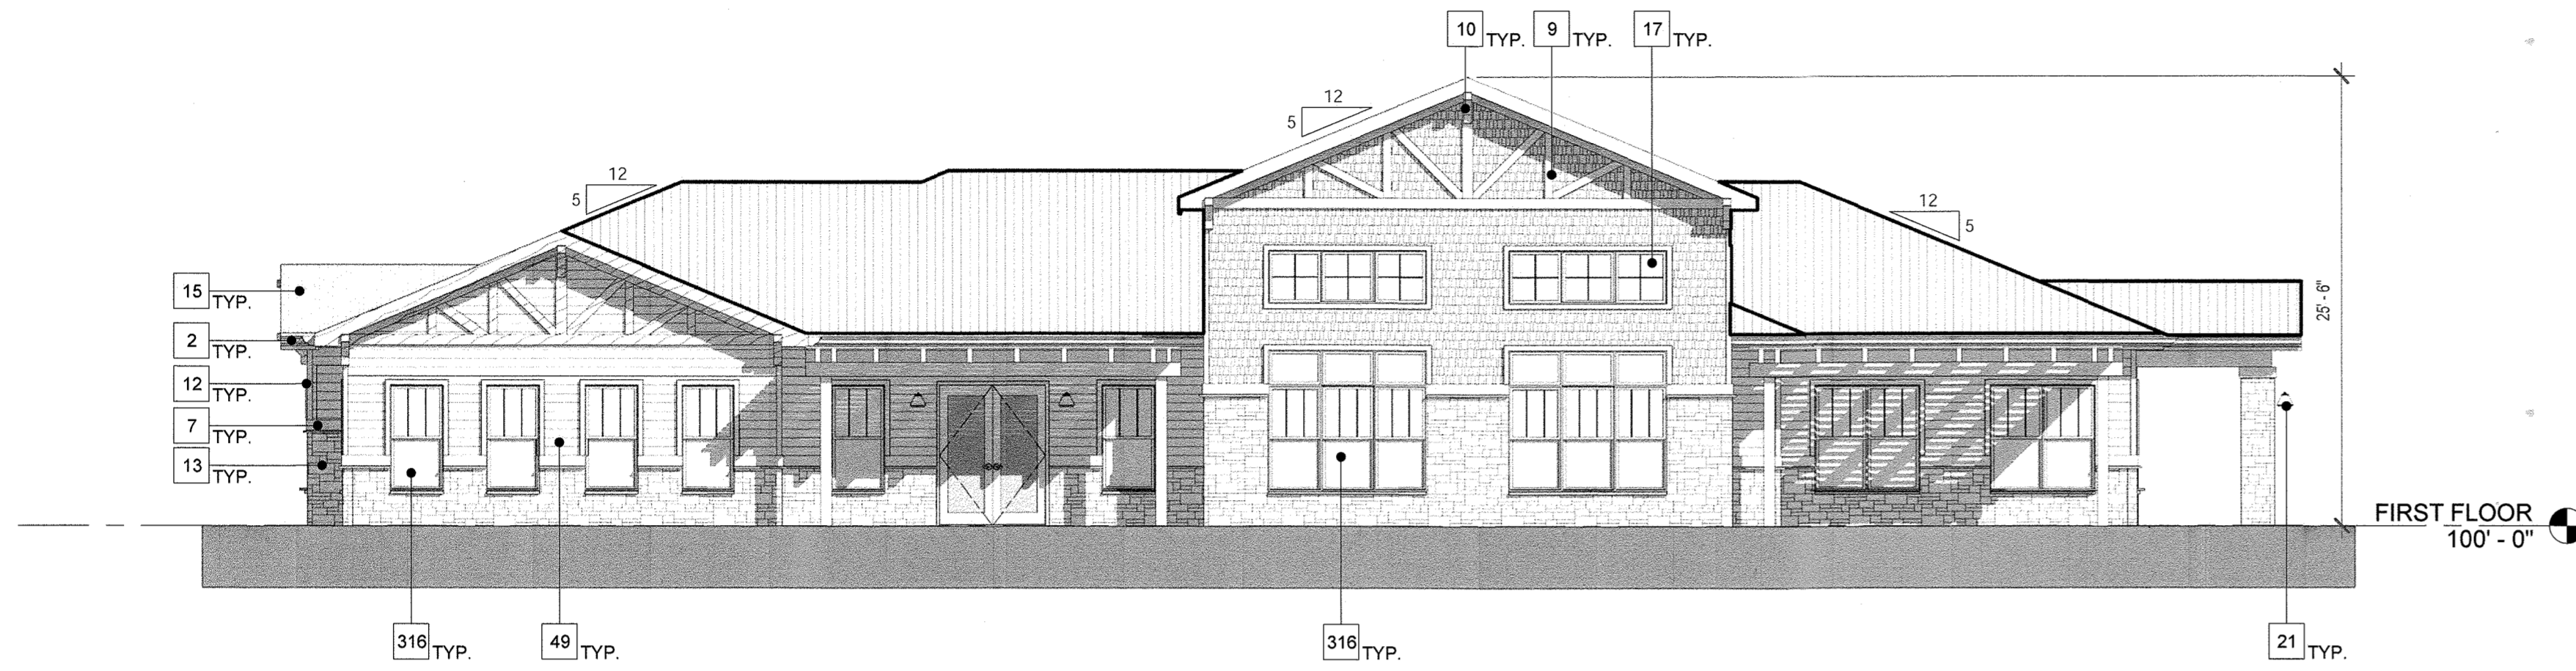 10 TYP. 9 TYP. 17 TYP.
12
5
12
5
12
5
15 TYP.
2 TYP.
12 TYP.
7 TYP.
13 TYP.
25' - 6"
FIRST FLOOR
100' - 0"
316 TYP. 49 TYP. 316 TYP. 21 TYP.